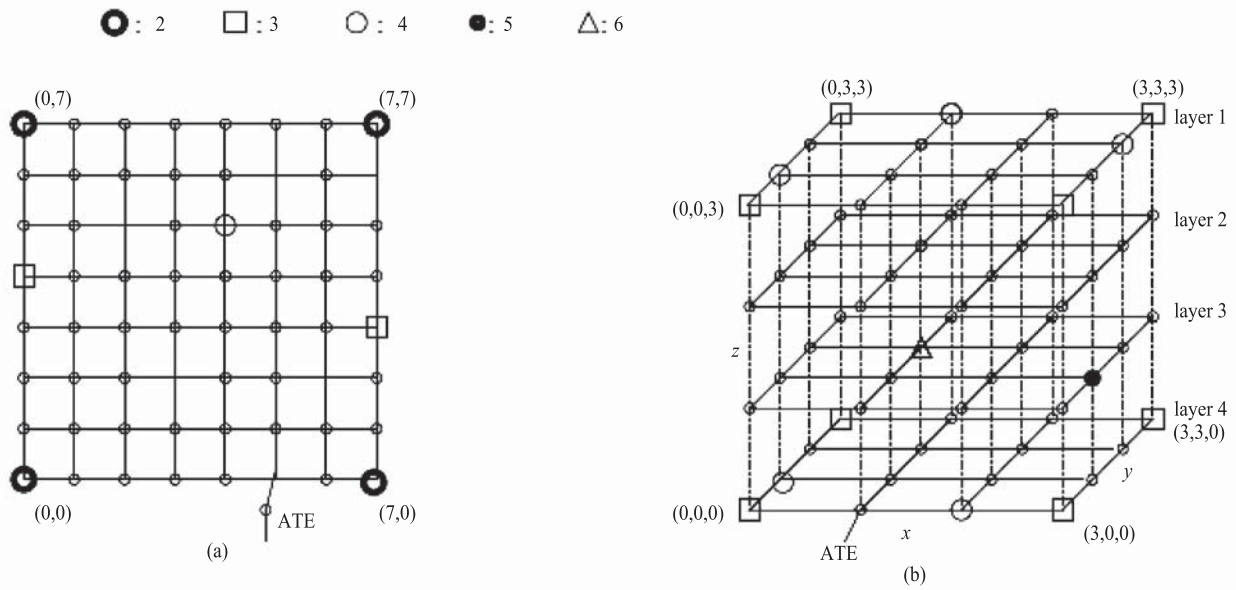 : 2 : 3 : 4 : 5 : 6
(0,7) (7,7)
(0,0) (7,0)
ATE
(a)
(0,3,3) (3,3,3)
layer 1
(0,0,3)
layer 2
layer 3
z
layer 4
(3,3,0)
y
(0,0,0)
x
(3,0,0)
ATE
(b)